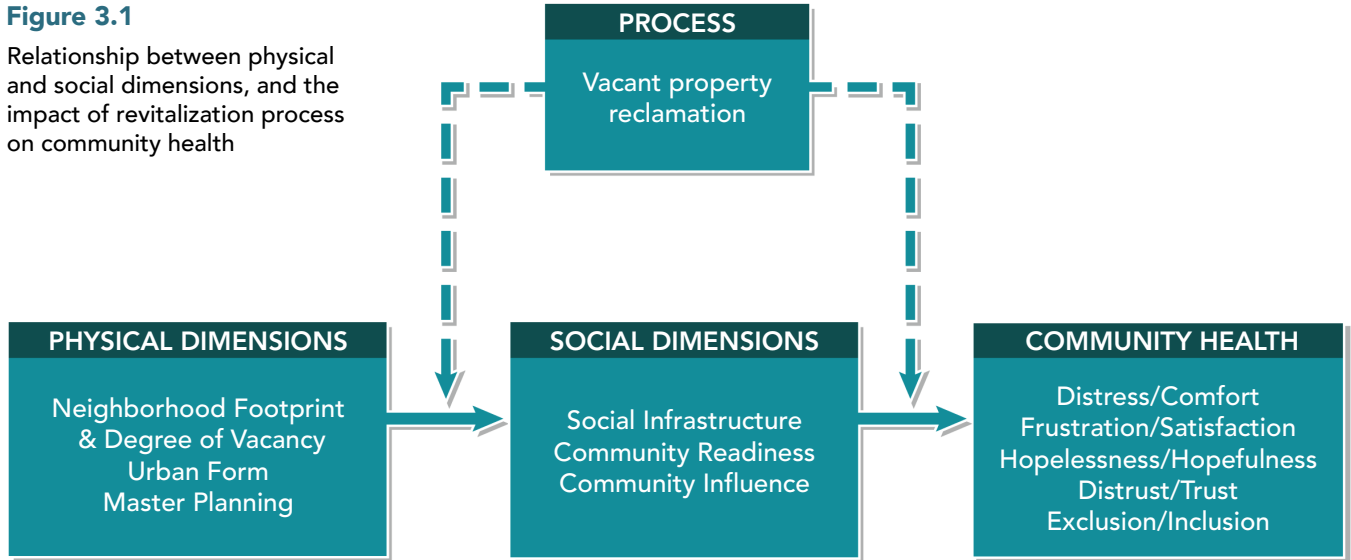 Figure 3.1
Relationship between physical
and social dimensions, and the
impact of revitalization process
on community health
PROCESS
Vacant property
reclamation
PHYSICAL DIMENSIONS
Neighborhood Footprint
& Degree of Vacancy
Urban Form
Master Planning
SOCIAL DIMENSIONS
Social Infrastructure
Community Readiness
Community Influence
COMMUNITY HEALTH
Distress/Comfort
Frustration/Satisfaction
Hopelessness/Hopefulness
Distrust/Trust
Exclusion/Inclusion